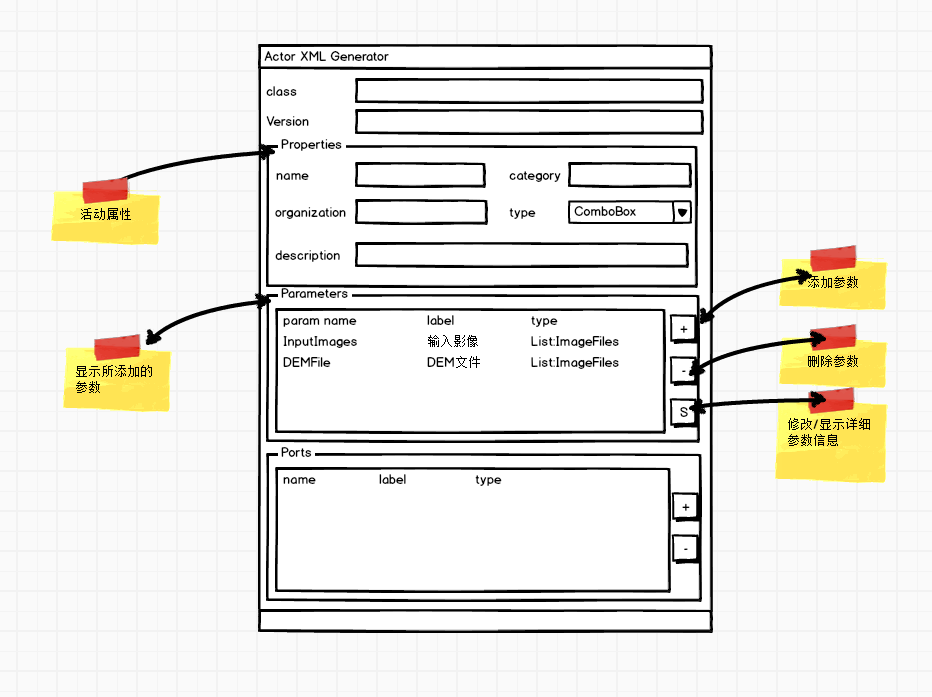 Actor XML Generator
class
Version
Properties
name
category
活动属性
organization
type
ComboBox
description
添加参数
Parameters
param name label type
+
InputImages 输入影像 List:ImageFiles
DEMFile DEM文件 List:ImageFiles
-
删除参数
显示所添加的
参数
S
修改/显示详细
参数信息
Ports
name label type
+
-